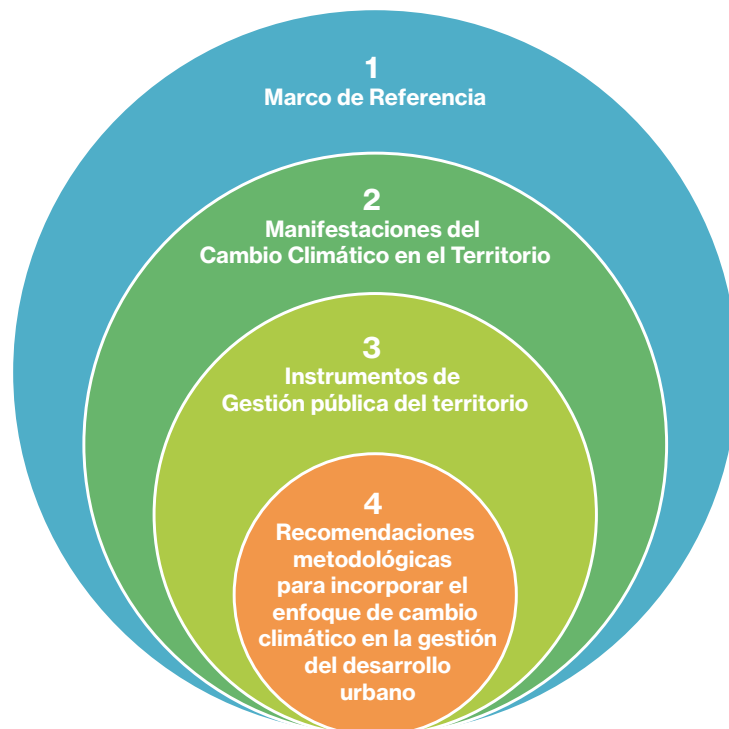 1
Marco de Referencia
2
Manifestaciones del
Cambio Climático en el Territorio
3
Instrumentos de
Gestión pública del territorio
4
Recomendaciones
metodológicas
para incorporar el
enfoque de cambio
climático en la gestión
del desarrollo
urbano